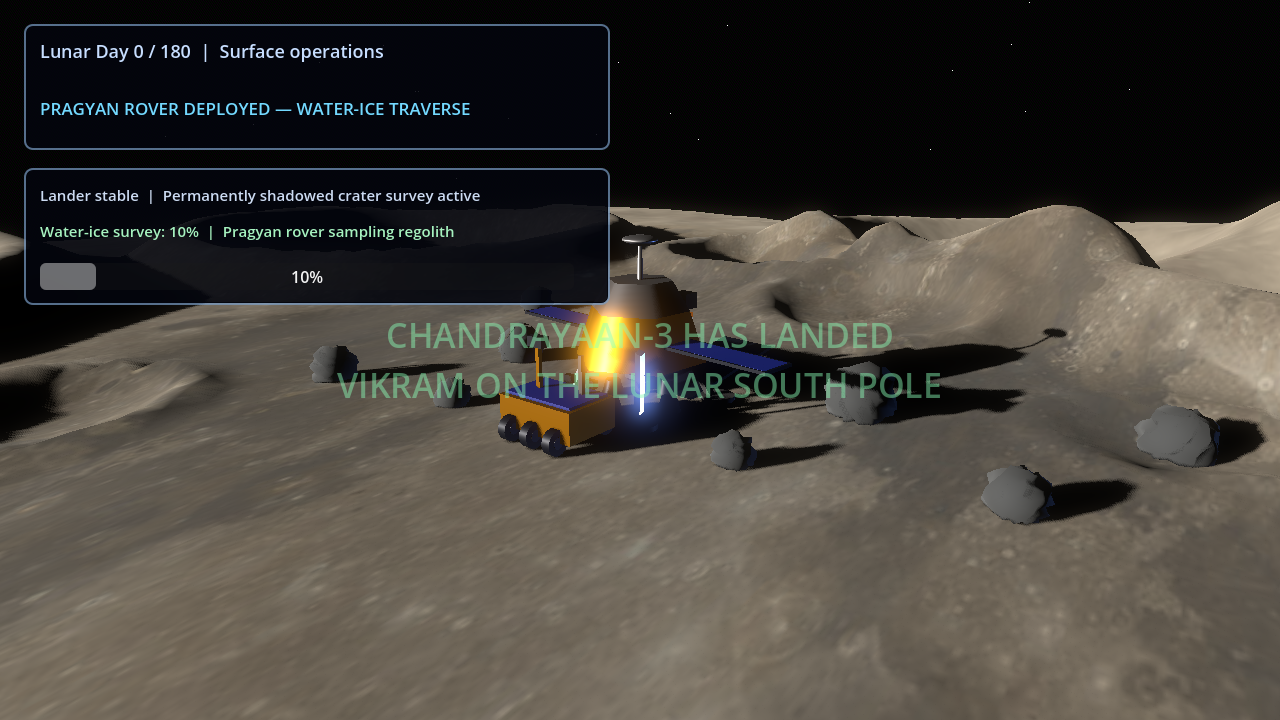 Lunar Day 0 / 180 | Surface operations
PRAGYAN ROVER DEPLOYED — WATER-ICE TRAVERSE
Lander stable | Permanently shadowed crater survey active
Water-ice survey: 10% | Pragyan rover sampling regolith
10%
CHANDRAYAAN-3 HAS LANDED
VIKRAM ON THE LUNAR SOUTH POLE